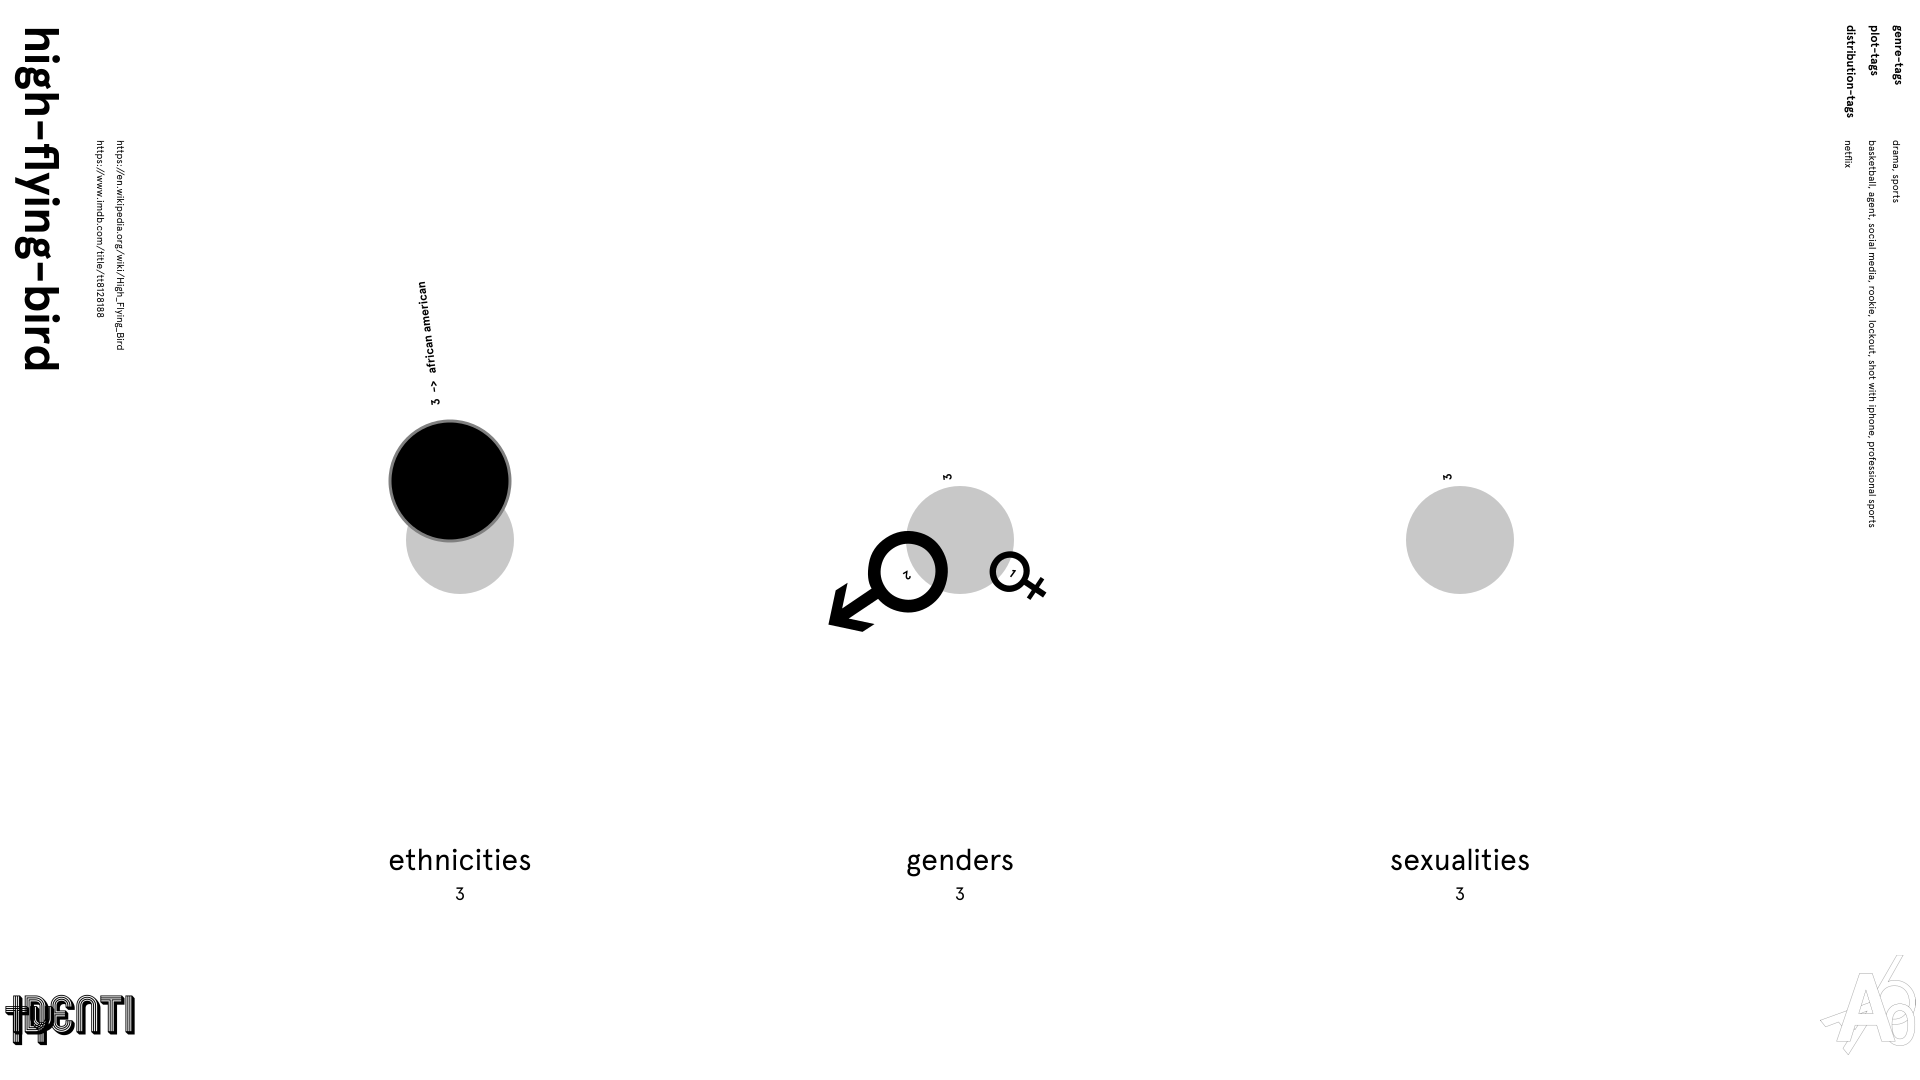 high-flying-bird
https://en.wikipedia.org/wiki/High_Flying_Bird
https://www.imdb.com/title/tt8128188
genre-tags
drama, sports
plot-tags
basketball, agent, social media, rookie, lockout, shot with iphone, professional sports
distribution-tags
netflix
3 -> african american
3
2
1
3
ethnicities
3
genders
3
sexualities
3
IDENTI